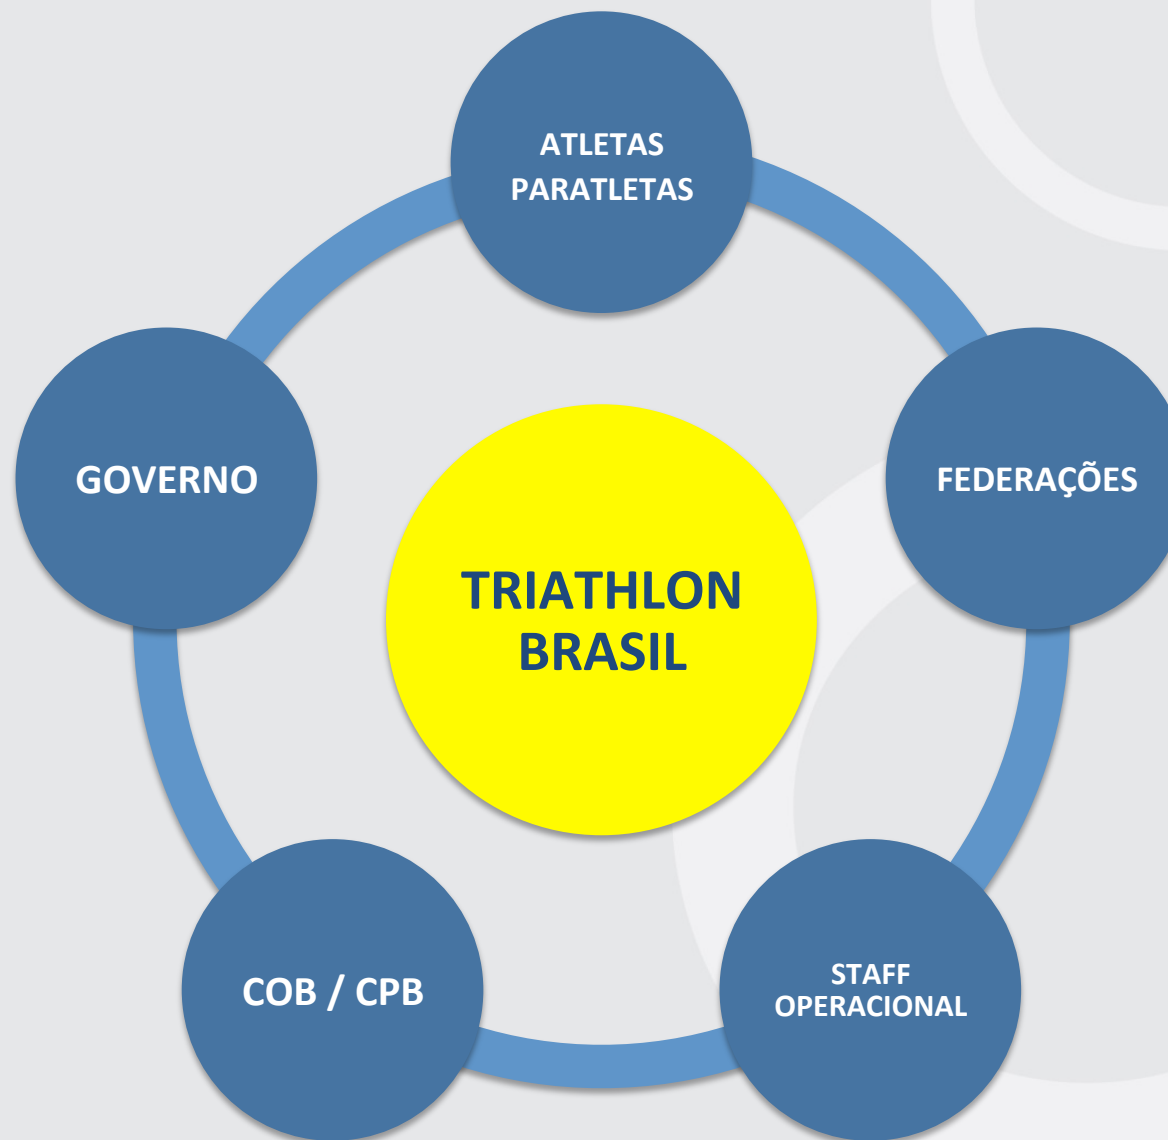 ATLETAS
PARATLETAS
GOVERNO
FEDERAÇÕES
TRIATHLON
BRASIL
COB / CPB
STAFF
OPERACIONAL